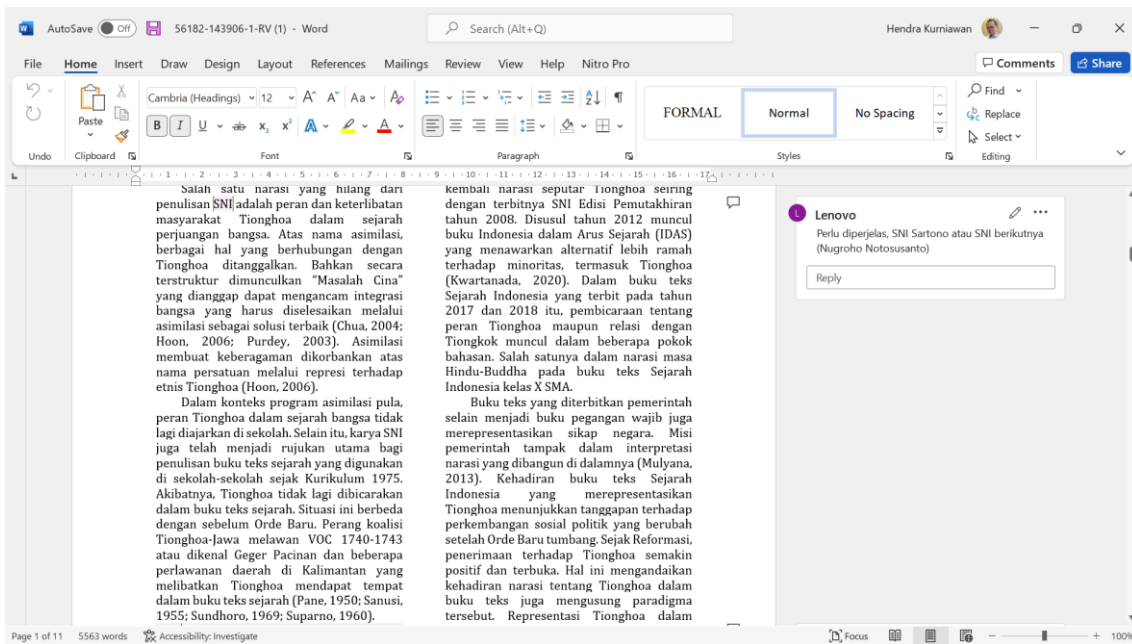 AutoSave Off 56182-143906-1-RV (1) - Word Search (Alt+Q) Hendra Kurniawan
File Home Insert Draw Design Layout References Mailings Review View Help Nitro Pro Comments Share
Cambria (Headings) 12 Find
Paste FORMAL Normal No Spacing Replace
Select
Undo Clipboard Font Paragraph Styles Editing
Salah satu narasi yang hilang dari
penulisan SNI adalah peran dan keterlibatan
masyarakat Tionghoa dalam sejarah
perjuangan bangsa. Atas nama asimilasi,
berbagai hal yang berhubungan dengan
Tionghoa ditanggalkan. Bahkan secara
terstruktur dimunculkan “Masalah Cina”
yang dianggap dapat mengancam integrasi
bangsa yang harus diselesaikan melalui
asimilasi sebagai solusi terbaik (Chua, 2004;
Hoon, 2006; Purdey, 2003). Asimilasi
membuat keberagaman dikorbankan atas
nama persatuan melalui represi terhadap
etnis Tionghoa (Hoon, 2006).
Dalam konteks program asimilasi pula,
peran Tionghoa dalam sejarah bangsa tidak
lagi diajarkan di sekolah. Selain itu, karya SNI
juga telah menjadi rujukan utama bagi
penulisan buku teks sejarah yang digunakan
di sekolah-sekolah sejak Kurikulum 1975.
Akibatnya, Tionghoa tidak lagi dibicarakan
dalam buku teks sejarah. Situasi ini berbeda
dengan sebelum Orde Baru. Perang koalisi
Tionghoa-Jawa melawan VOC 1740-1743
atau dikenal Geger Pacinan dan beberapa
perlawanan daerah di Kalimantan yang
melibatkan Tionghoa mendapat tempat
dalam buku teks sejarah (Pane, 1950; Sanusi,
1955; Sundhoro, 1969; Suparno, 1960).
kembali narasi seputar Tionghoa seiring
dengan terbitnya SNI Edisi Pemutakhiran
tahun 2008. Disusul tahun 2012 muncul
buku Indonesia dalam Arus Sejarah (IDAS)
yang menawarkan alternatif lebih ramah
terhadap minoritas, termasuk Tionghoa
(Kwartanada, 2020). Dalam buku teks
Sejarah Indonesia yang terbit pada tahun
2017 dan 2018 itu, pembicaraan tentang
peran Tionghoa maupun relasi dengan
Tiongkok muncul dalam beberapa pokok
bahasan. Salah satunya dalam narasi masa
Hindu-Buddha pada buku teks Sejarah
Indonesia kelas X SMA.
Buku teks yang diterbitkan pemerintah
selain menjadi buku pegangan wajib juga
merepresentasikan sikap negara. Misi
pemerintah tampak dalam interpretasi
narasi yang dibangun di dalamnya (Mulyana,
2013). Kehadiran buku teks Sejarah
Indonesia yang merepresentasikan
Tionghoa menunjukkan tanggapan terhadap
perkembangan sosial politik yang berubah
setelah Orde Baru tumbang. Sejak Reformasi,
penerimaan terhadap Tionghoa semakin
positif dan terbuka. Hal ini mengandaikan
kehadiran narasi tentang Tionghoa dalam
buku teks juga mengusung paradigma
tersebut. Representasi Tionghoa dalam
L Lenovo
Perlu diperjelas, SNI Sartono atau SNI berikutnya
(Nugroho Notosusanto)
Reply
Page 1 of 11 5563 words Accessibility: Investigate Focus 100%